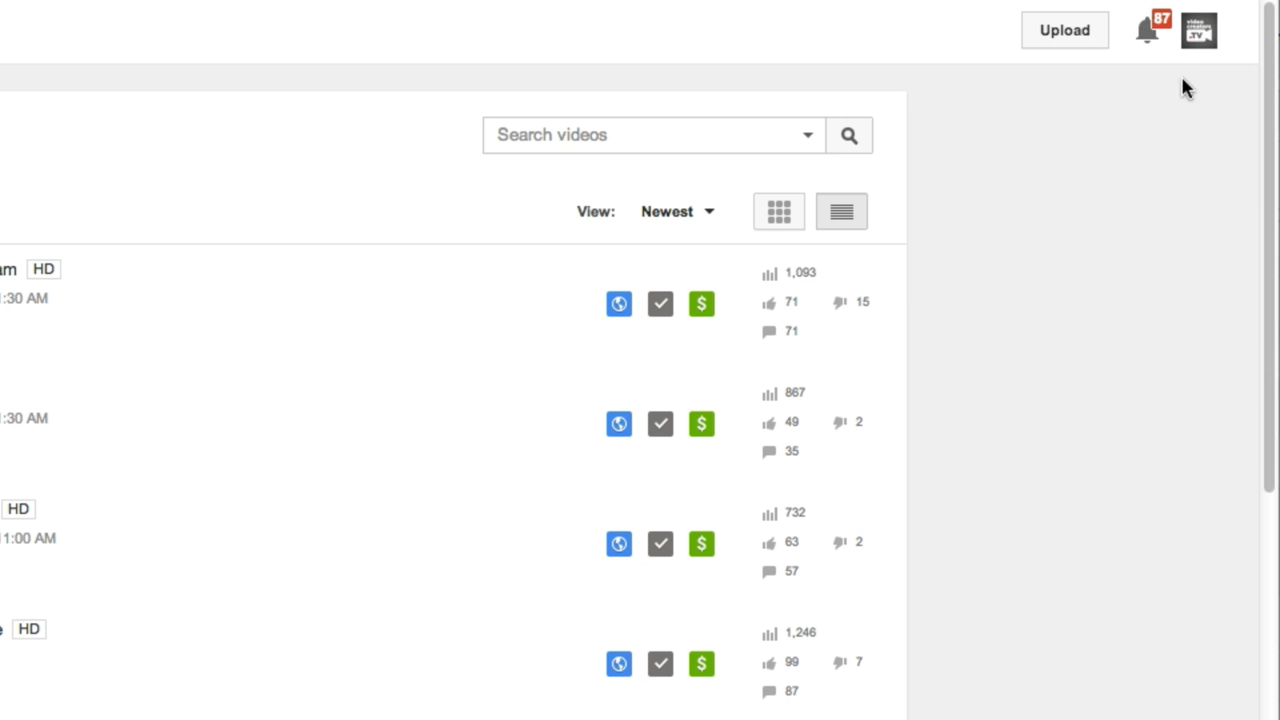 Upload
87
video
creators
.TV
Search videos
View: Newest
am HD
1:30 AM
1,093
$
71 15
71
867
1:30 AM
$
49 2
35
HD
732
11:00 AM
$
63 2
57
e HD
1,246
$
99 7
87